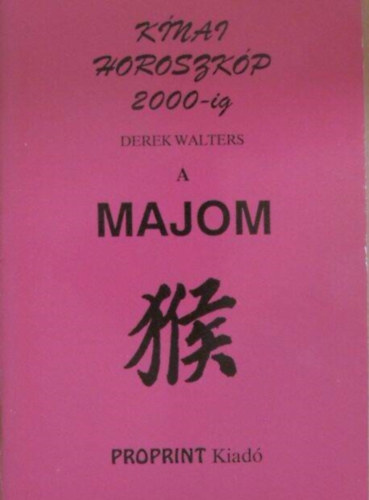 KÍNAI
HOROSZKÓP
2000-ig
DEREK WALTERS
A
MAJOM
猴
PROPRINT Kiadó